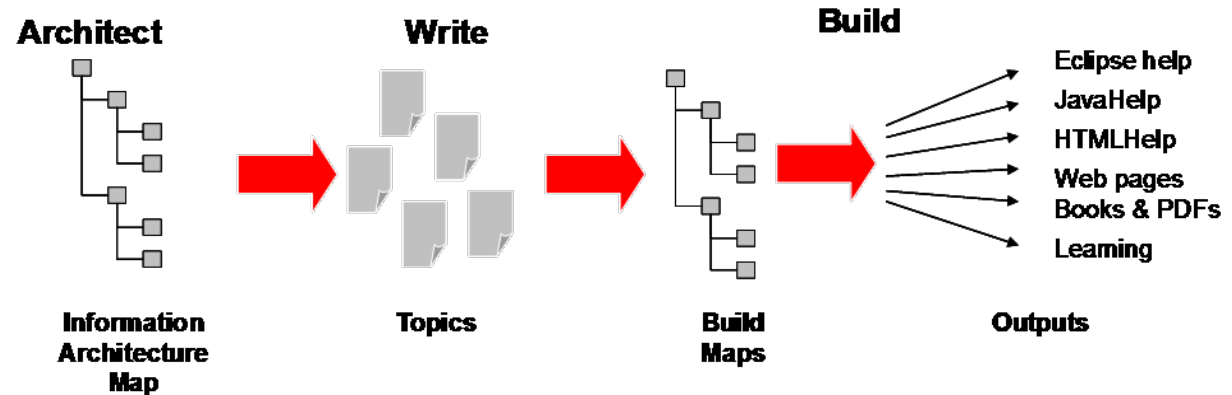 Architect
Write
Build
Eclipse help
JavaHelp
HTMLHelp
Web pages
Books & PDFs
Learning
Information
Architecture
Map
Topics
Build
Maps
Outputs